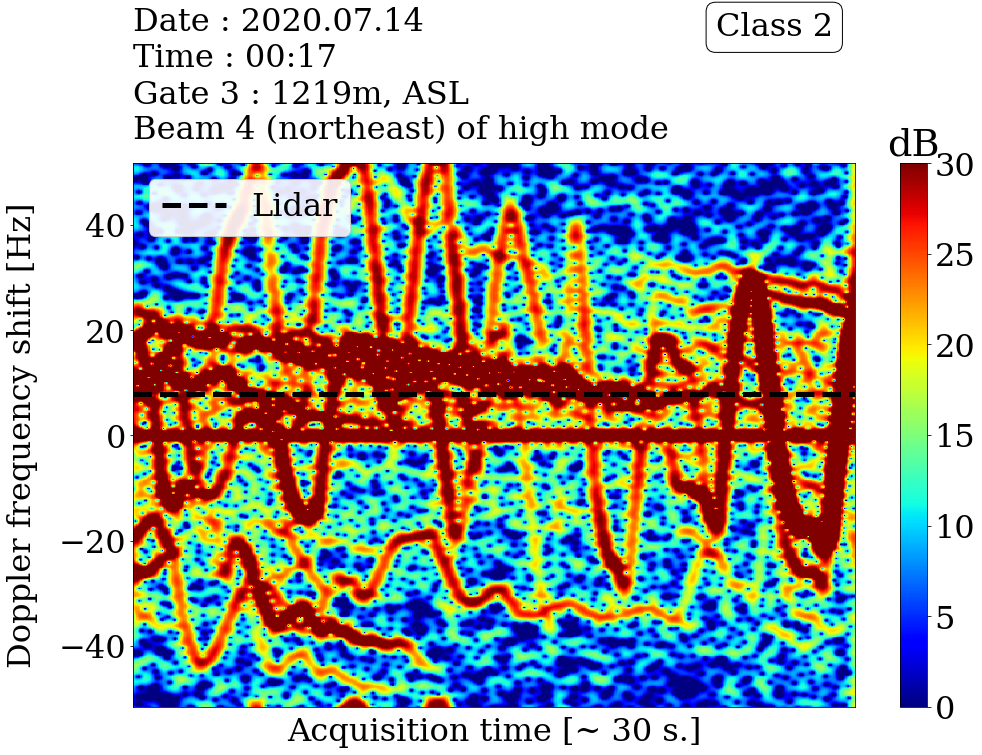 Date : 2020.07.14
Time : 00:17
Gate 3 : 1219m, ASL
Beam 4 (northeast) of high mode
Class 2
dB
Lidar
Doppler frequency shift [Hz]
40
20
0
−20
−40
30
25
20
15
10
5
0
Acquisition time [~ 30 s.]